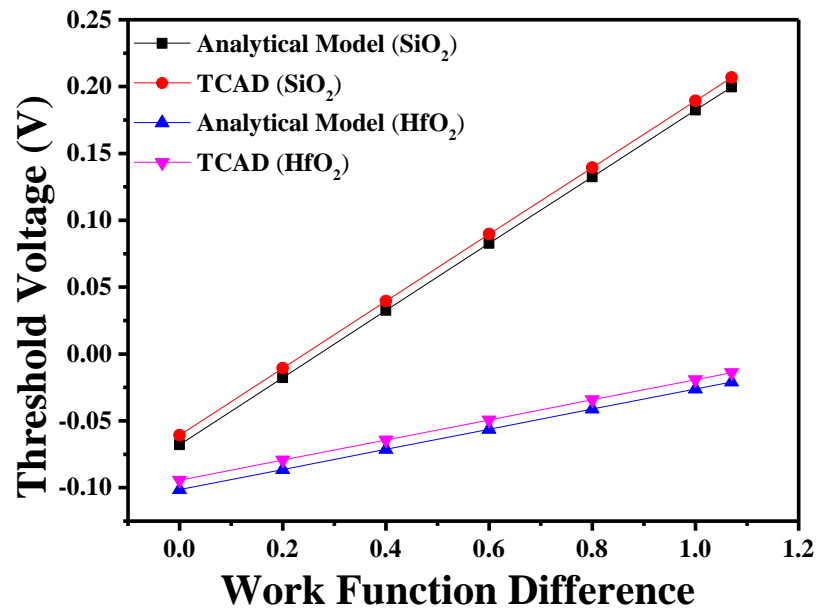 0.25
0.20
0.15
0.10
0.05
0.00
-0.05
-0.10
Threshold Voltage (V)
Analytical Model (SiO₂)
TCAD (SiO₂)
Analytical Model (HfO₂)
TCAD (HfO₂)
0.0 0.2 0.4 0.6 0.8 1.0 1.2
Work Function Difference